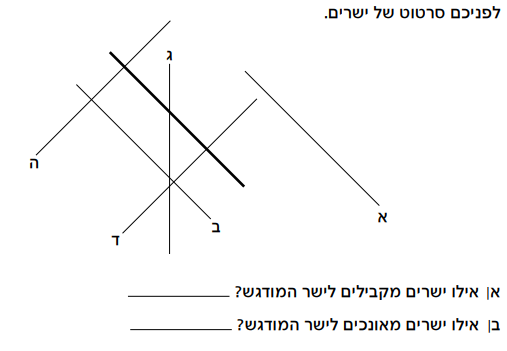 לפניכם סרטוט של ישרים.
ג
ה
א
ב
ד
א| אילו ישרים מקבילים לישר המודגש? ___________
ב| אילו ישרים מאונכים לישר המודגש? ___________